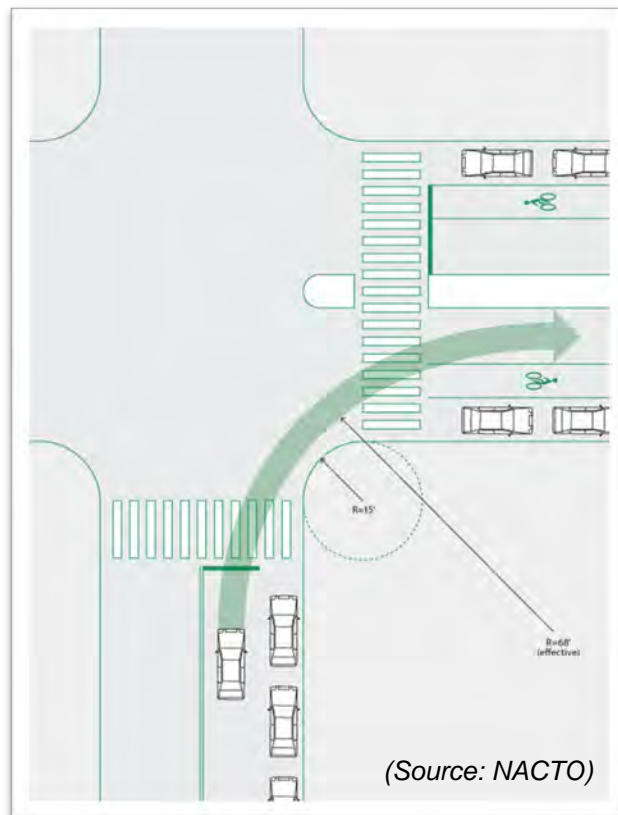 R=15'
R=68'
(effective)
(Source: NACTO)